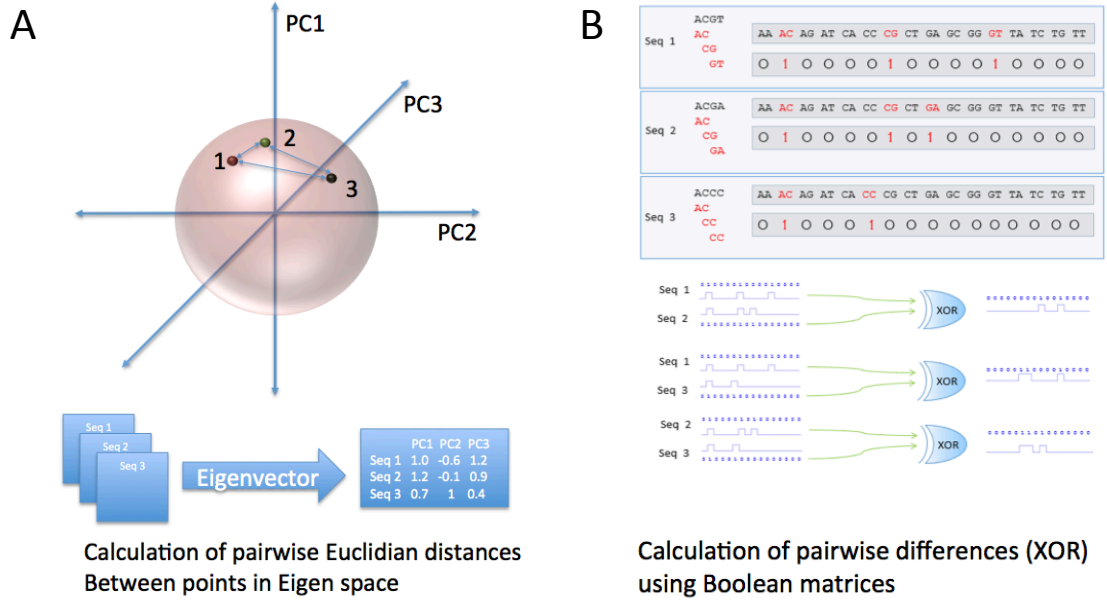 A
PC1
PC3
1
2
3
PC2
Seq 1
Seq 2
Seq 3
Eigenvector
PC1 PC2 PC3
Seq 1 1.0 -0.6 1.2
Seq 2 1.2 -0.1 0.9
Seq 3 0.7 1 0.4
Calculation of pairwise Euclidian distances
Between points in Eigen space
B
Seq 1
ACGT
AC
CG
GT
AA AC AG AT CA CC CG CT GA GC GG GT TA TC TG TT
O 1 O O O O 1 O O O O 1 O O O O
Seq 2
ACGA
AC
CG
GA
AA AC AG AT CA CC CG CT GA GC GG GT TA TC TG TT
O 1 O O O O 1 O 1 O O O O O O O
Seq 3
ACCC
AC
CC
CC
AA AC AG AT CA CC CG CT GA GC GG GT TA TC TG TT
O 1 O O O 1 O O O O O O O O O O
Seq 1
Seq 2
XOR
Seq 1
Seq 3
XOR
Seq 2
Seq 3
XOR
Calculation of pairwise differences (XOR)
using Boolean matrices